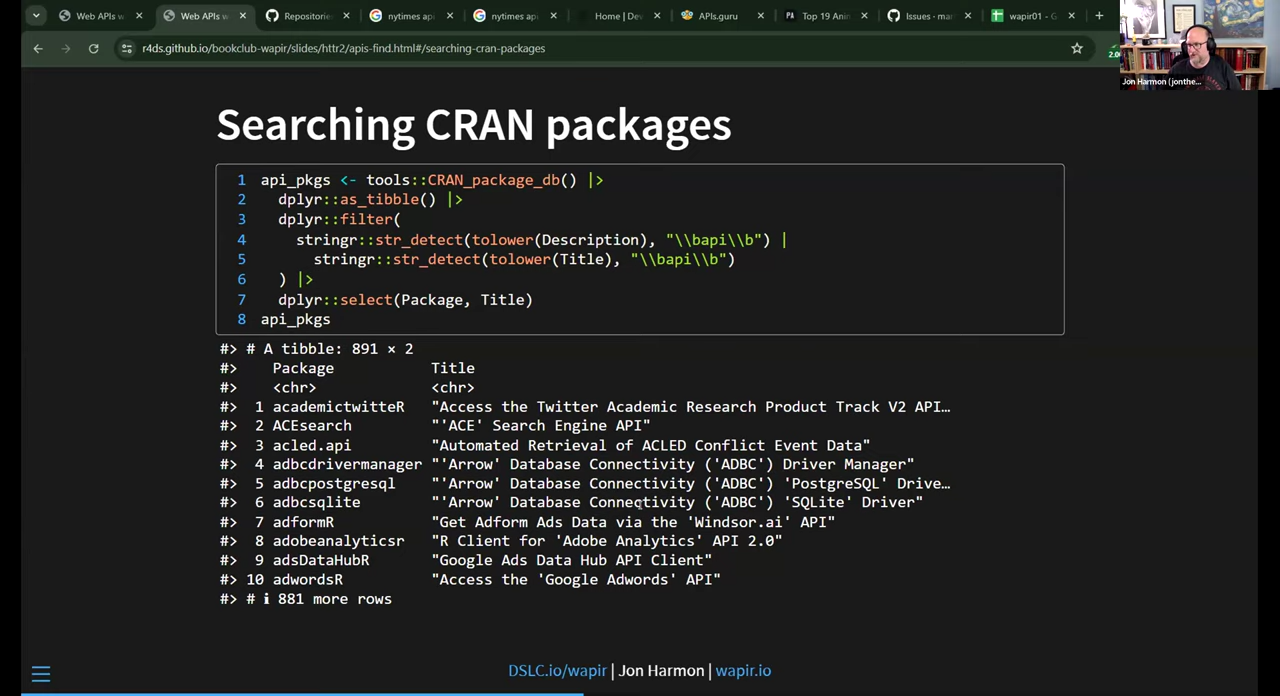 Web APIs w
Web APIs w
Repositorie
nytimes api
nytimes api
Home | Dev
APIs.guru
Top 19 Anin
Issues · mar
wapir01 - G
r4ds.github.io/bookclub-wapir/slides/httr2/apis-find.html#/searching-cran-packages
2.00
Jon Harmon (jonthe...
Searching CRAN packages
1 api_pkgs <- tools::CRAN_package_db() |>
2 dplyr::as_tibble() |>
3 dplyr::filter(
4 stringr::str_detect(tolower(Description), "\\bapi\\b") |
5 stringr::str_detect(tolower(Title), "\\bapi\\b")
6 ) |>
7 dplyr::select(Package, Title)
8 api_pkgs
#> # A tibble: 891 × 2
#> Package Title
#> <chr> <chr>
#> 1 academictwitteR "Access the Twitter Academic Research Product Track V2 API…
#> 2 ACEsearch "'ACE' Search Engine API"
#> 3 acled.api "Automated Retrieval of ACLED Conflict Event Data"
#> 4 adbcdrivermanager "'Arrow' Database Connectivity ('ADBC') Driver Manager"
#> 5 adbcpostgresql "'Arrow' Database Connectivity ('ADBC') 'PostgreSQL' Drive…
#> 6 adbcsqlite "'Arrow' Database Connectivity ('ADBC') 'SQLite' Driver"
#> 7 adformR "Get Adform Ads Data via the 'Windsor.ai' API"
#> 8 adobeanalyticsr "R Client for 'Adobe Analytics' API 2.0"
#> 9 adsDataHubR "Google Ads Data Hub API Client"
#> 10 adwordsR "Access the 'Google Adwords' API"
#> # ℹ 881 more rows
DSLC.io/wapir | Jon Harmon | wapir.io